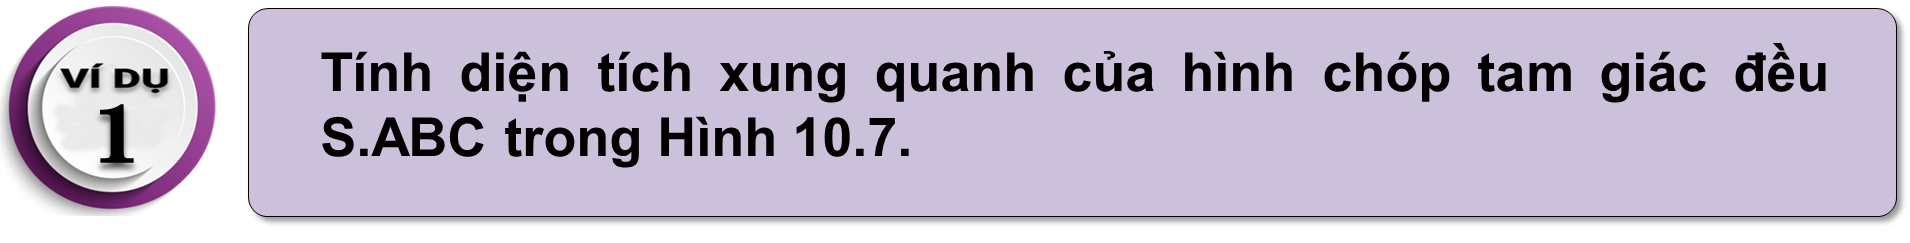 VÍ DỤ
1
Tính diện tích xung quanh của hình chóp tam giác đều
S.ABC trong Hình 10.7.